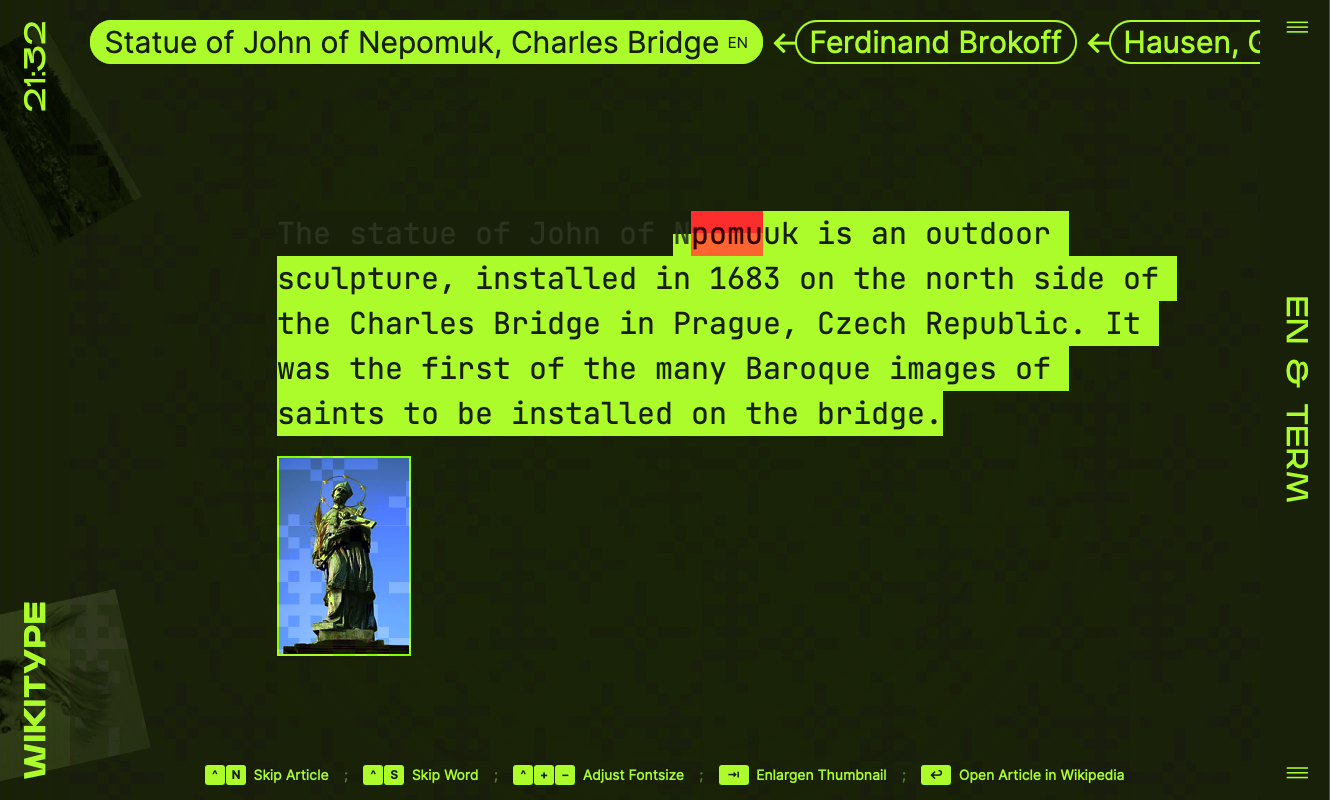 21:32
Statue of John of Nepomuk, Charles Bridge EN
← Ferdinand Brokoff
← Hausen, G
The statue of John of Npomuuk is an outdoor
sculpture, installed in 1683 on the north side of
the Charles Bridge in Prague, Czech Republic. It
was the first of the many Baroque images of
saints to be installed on the bridge.
EN & TERM
WIKITYPE
^ N Skip Article ; ^ S Skip Word ; ^ + − Adjust Fontsize ; ⇥ Enlargen Thumbnail ; ↩ Open Article in Wikipedia